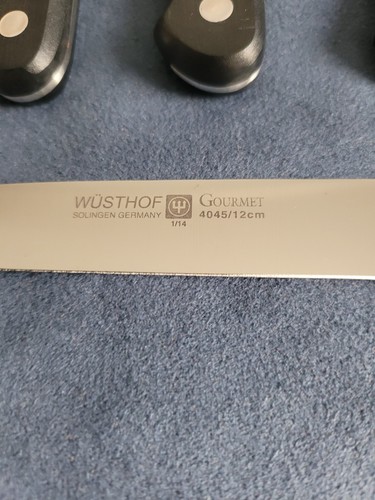 WÜSTHOF GOURMET
SOLINGEN GERMANY 4045/12cm
1/14